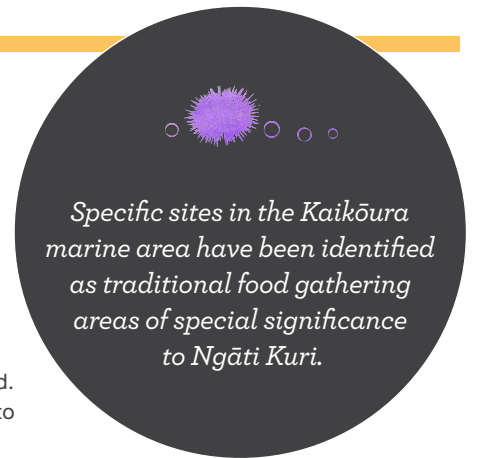 Specific sites in the Kaikōura
marine area have been identified
as traditional food gathering
areas of special significance
to Ngāti Kuri.
d.
to